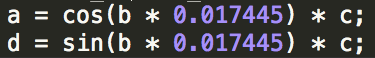 a = cos(b * 0.017445) * c;
d = sin(b * 0.017445) * c;